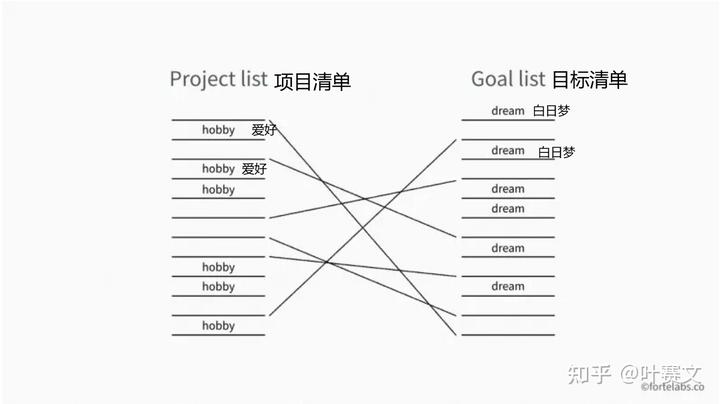 Project list 项目清单
hobby 爱好
hobby 爱好
hobby
hobby
hobby
hobby
Goal list 目标清单
dream 白日梦
dream 白日梦
dream
dream
dream
dream
知乎 @叶赛文
©fortelabs.co